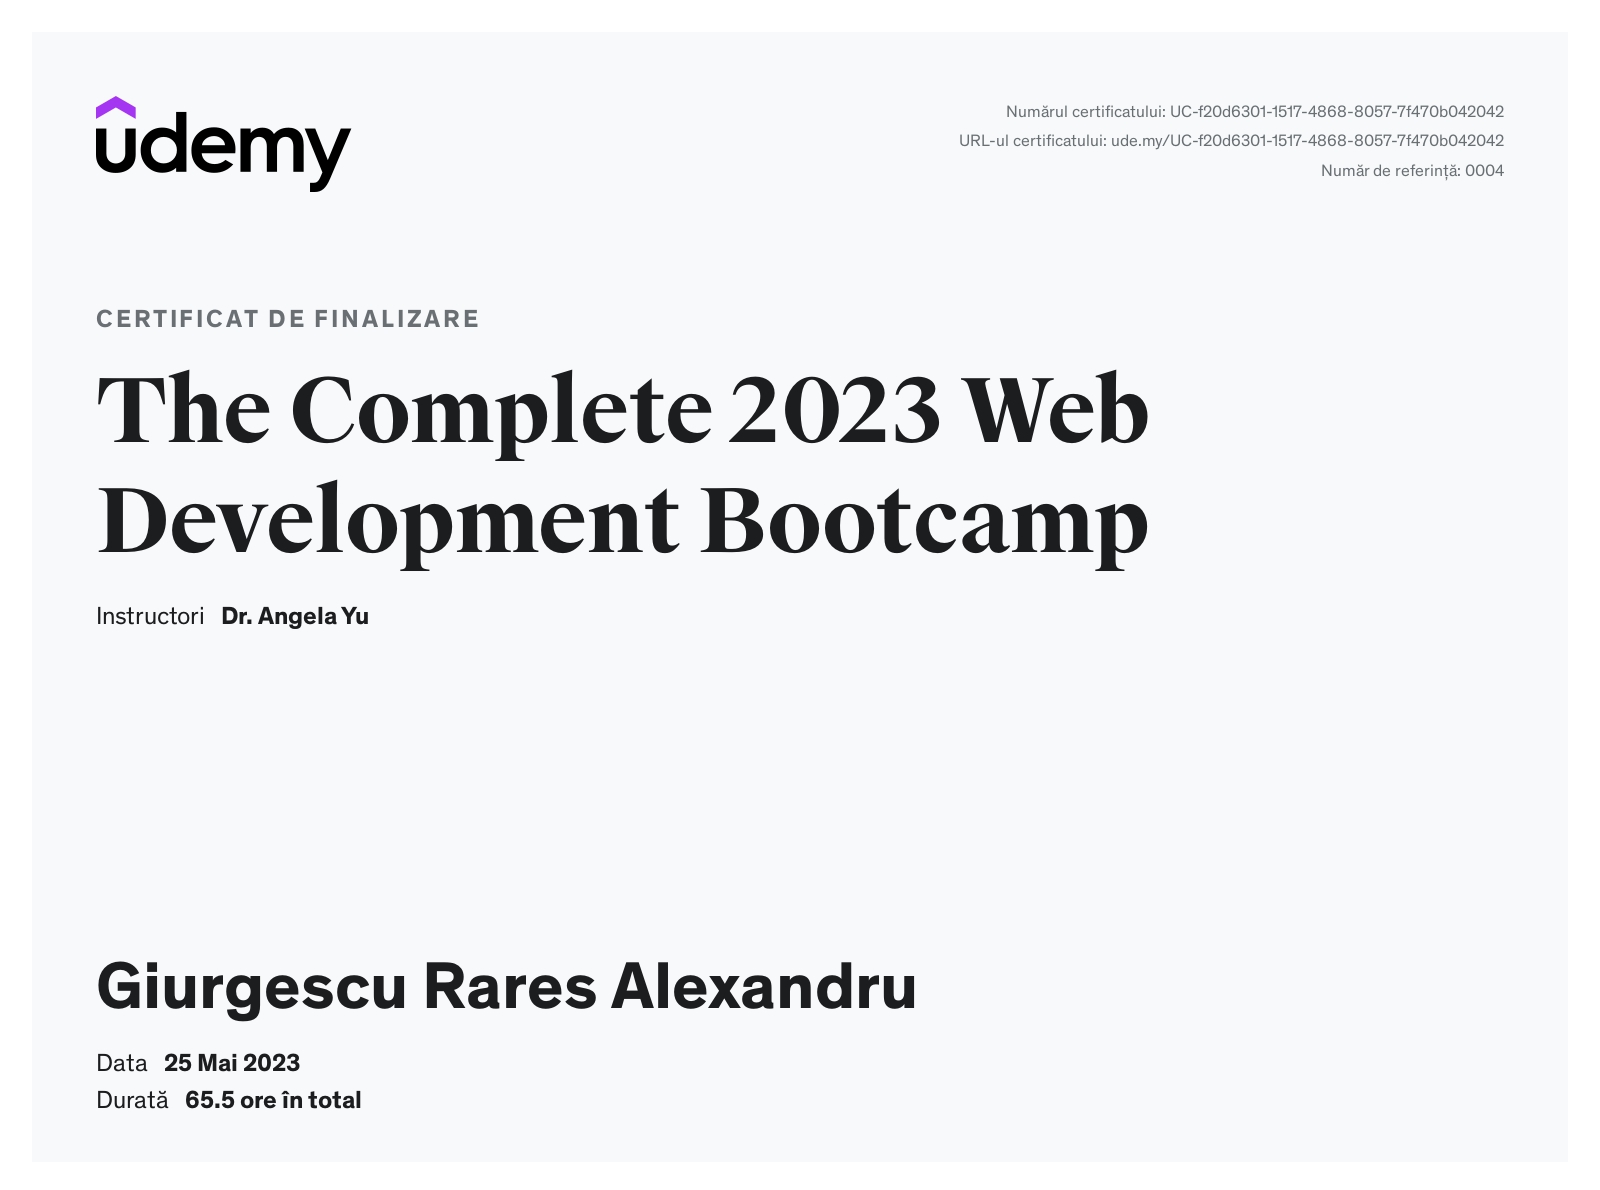 udemy
Numărul certificatului: UC-f20d6301-1517-4868-8057-7f470b042042
URL-ul certificatului: ude.my/UC-f20d6301-1517-4868-8057-7f470b042042
Număr de referință: 0004
CERTIFICAT DE FINALIZARE
The Complete 2023 Web
Development Bootcamp
Instructori Dr. Angela Yu
Giurgescu Rares Alexandru
Data 25 Mai 2023
Durată 65.5 ore în total